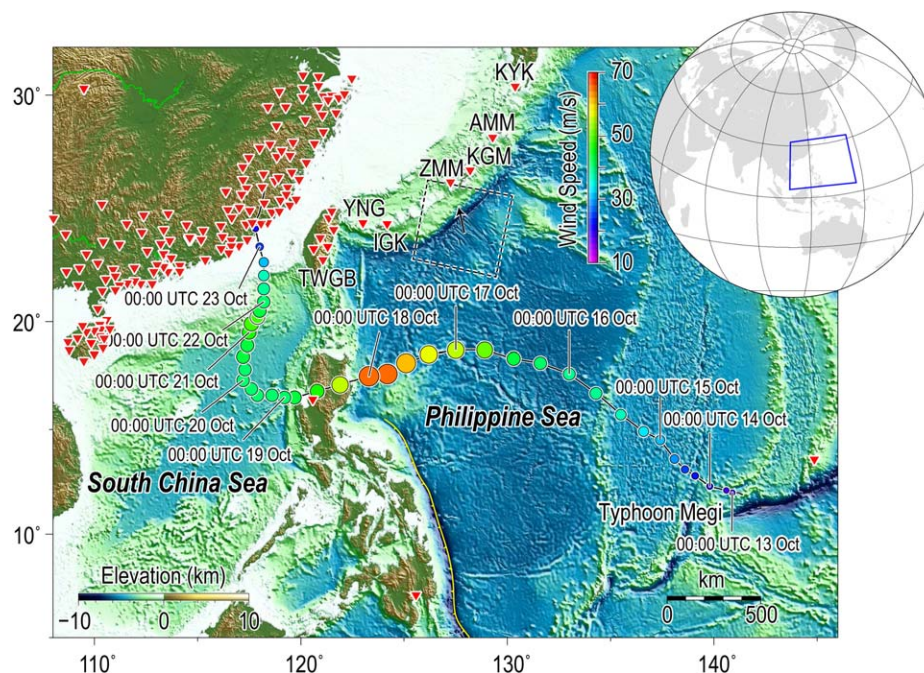 30°
20°
10°
110°
120°
130°
140°
KYK
AMM
KGM
ZMM
YNG
IGK
TWGB
Wind Speed (m/s)
70
50
30
10
00:00 UTC 23 Oct
00:00 UTC 22 Oct
00:00 UTC 21 Oct
00:00 UTC 20 Oct
00:00 UTC 19 Oct
00:00 UTC 18 Oct
00:00 UTC 17 Oct
00:00 UTC 16 Oct
00:00 UTC 15 Oct
00:00 UTC 14 Oct
00:00 UTC 13 Oct
Philippine Sea
South China Sea
Typhoon Megi
Elevation (km)
−10
0
10
km
0
500